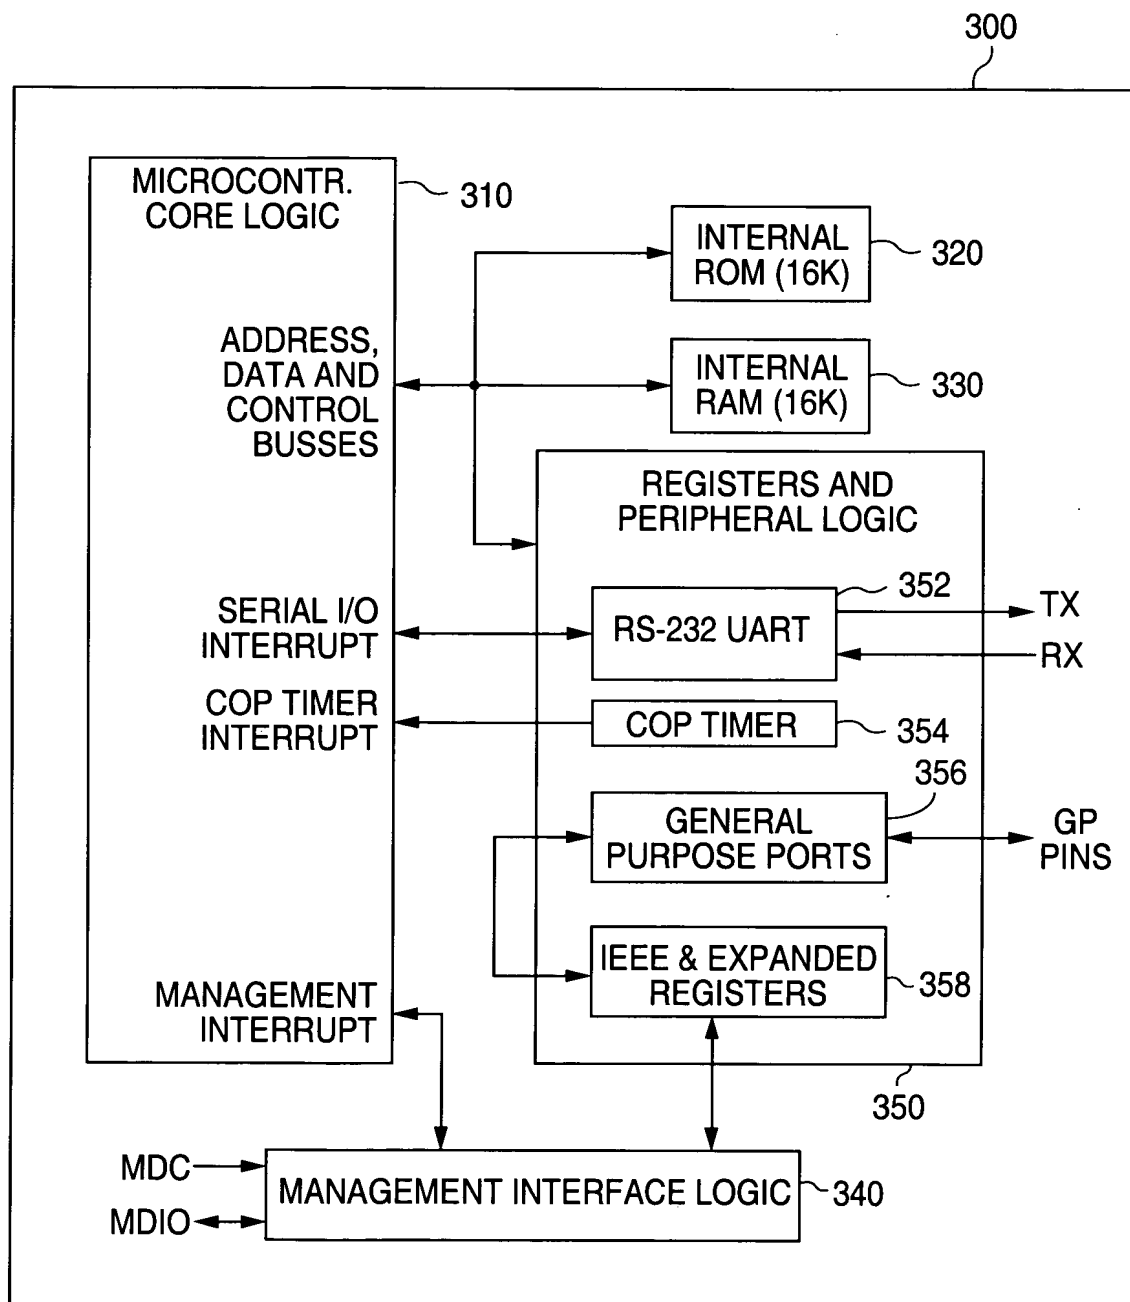 300
MICROCONTR.
CORE LOGIC
310
INTERNAL
ROM (16K)
320
ADDRESS,
DATA AND
CONTROL
BUSSES
INTERNAL
RAM (16K)
330
REGISTERS AND
PERIPHERAL LOGIC
352
SERIAL I/O
INTERRUPT
RS-232 UART
TX
RX
COP TIMER
INTERRUPT
COP TIMER
354
356
GENERAL
PURPOSE PORTS
GP
PINS
IEEE & EXPANDED
REGISTERS
358
MANAGEMENT
INTERRUPT
350
MDC
MDIO
MANAGEMENT INTERFACE LOGIC
340